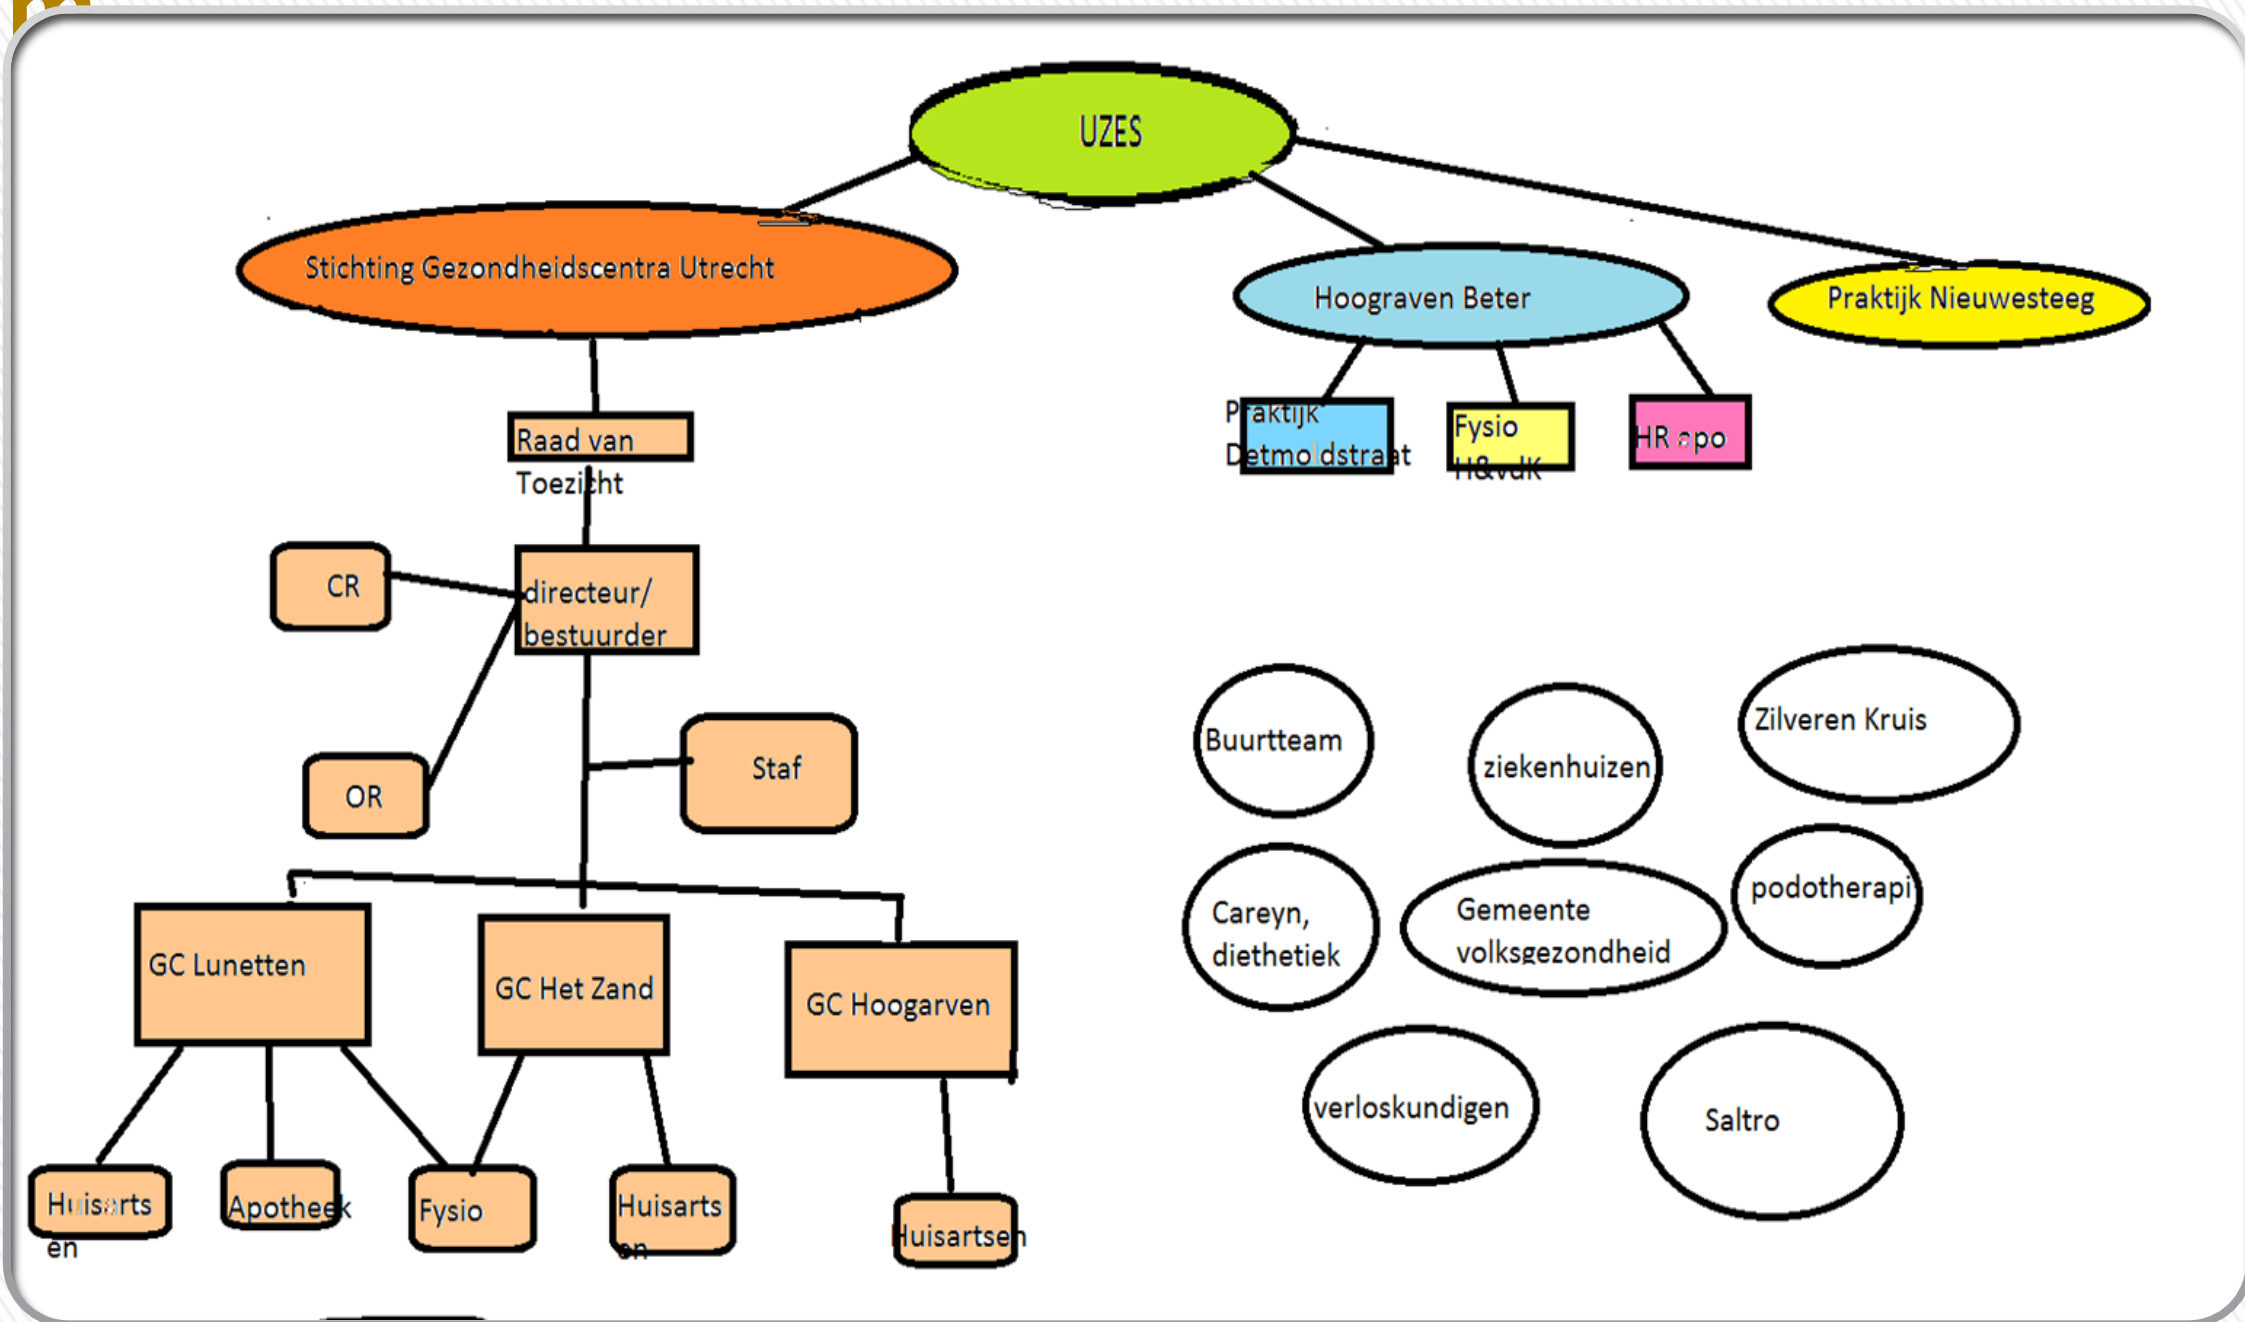 UZES
Stichting Gezondheidscentra Utrecht
Hoograven Beter
Praktijk Nieuwesteeg
Praktijk
Detmoldstraat
Fysio
H&vdK
HR apo
Raad van
Toezicht
CR
directeur/
bestuurder
OR
Staf
GC Lunetten
GC Het Zand
GC Hoogarven
Huisarts
en
Apotheek
Fysio
Huisarts
en
Huisartsen
Buurtteam
ziekenhuizen
Zilveren Kruis
Careyn,
diethetiek
Gemeente
volksgezondheid
podotherapi
verloskundigen
Saltro